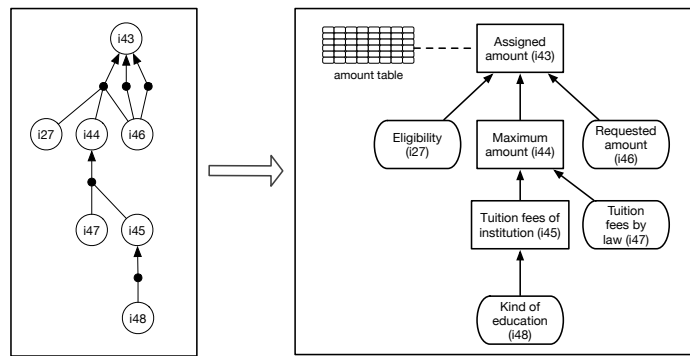 i43
i27
i44
i46
i47
i45
i48
amount table
Assigned
amount (i43)
Eligibility
(i27)
Maximum
amount (i44)
Requested
amount
(i46)
Tuition fees of
institution (i45)
Tuition
fees by
law (i47)
Kind of
education
(i48)